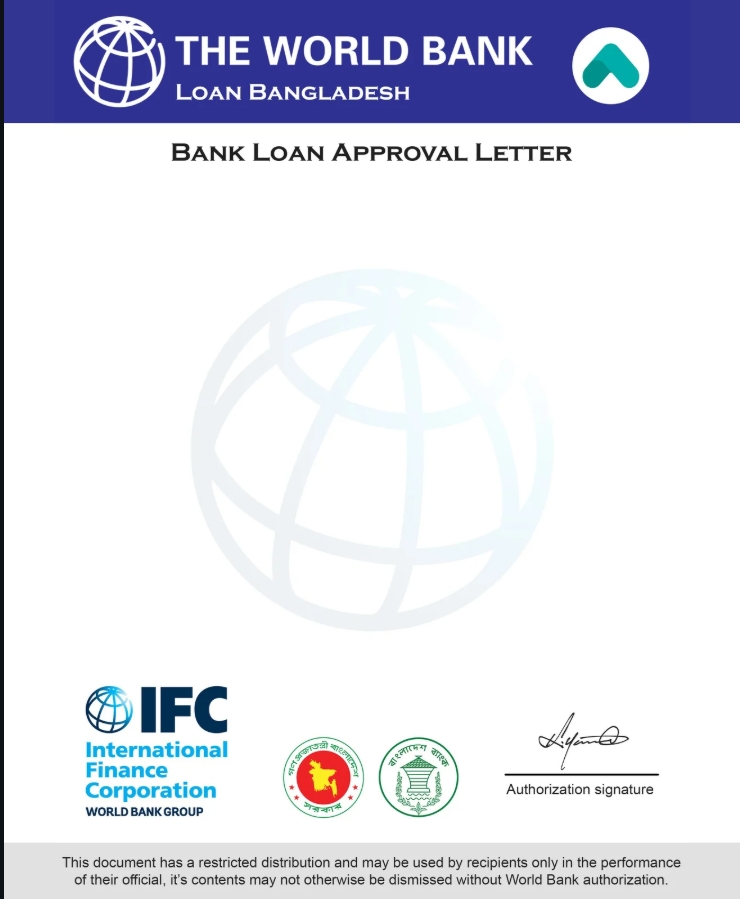 THE WORLD BANK
LOAN BANGLADESH
BANK LOAN APPROVAL LETTER
IFC
International
Finance
Corporation
WORLD BANK GROUP
গণপ্রজাতন্ত্রী বাংলাদেশ
সরকার
বাংলাদেশ ব্যাংক
Authorization signature
This document has a restricted distribution and may be used by recipients only in the performance
of their official, it's contents may not otherwise be dismissed without World Bank authorization.